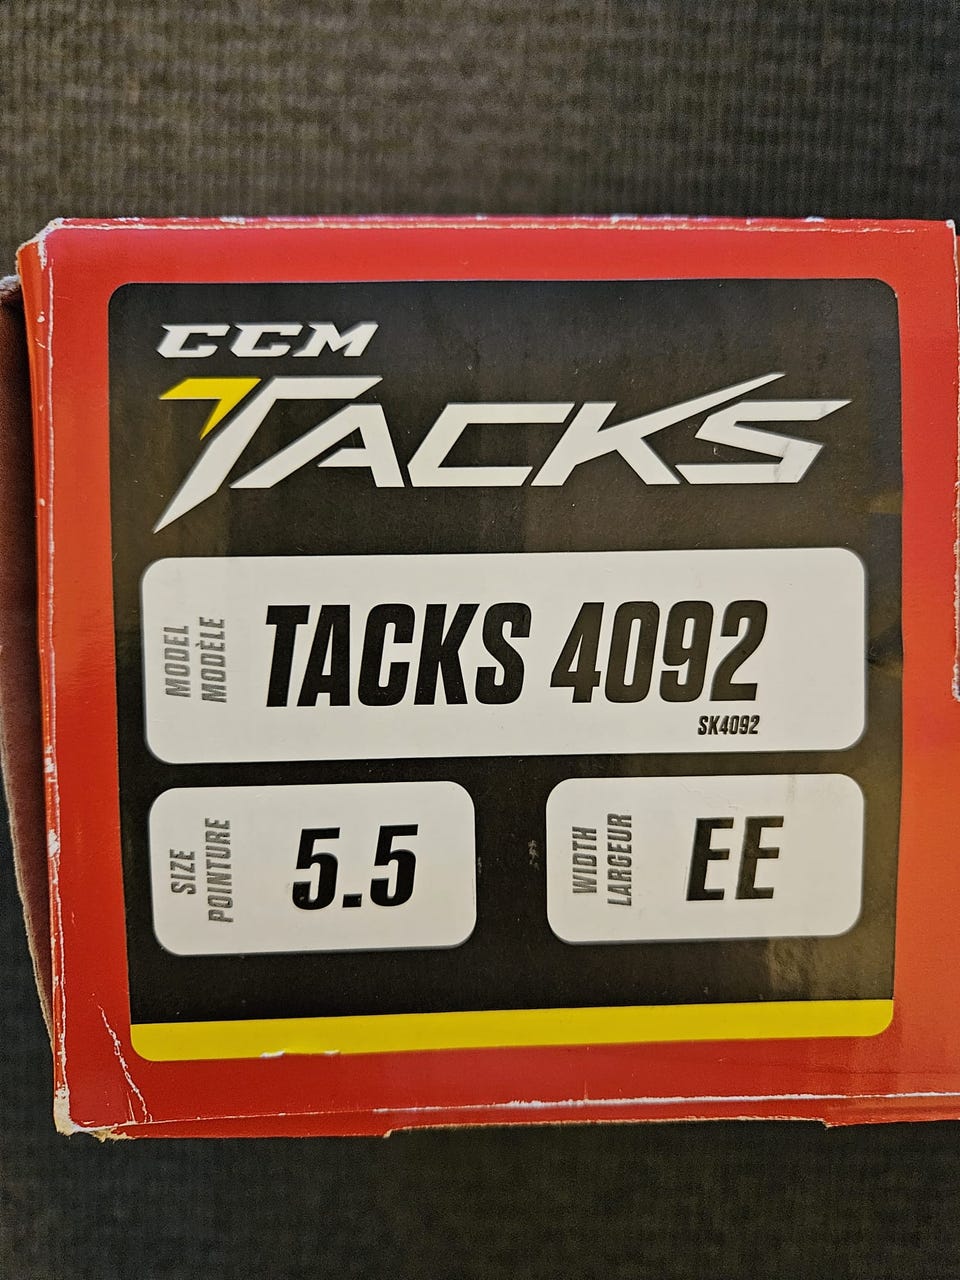 CCM
TACKS
MODEL
MODÈLE
TACKS 4092
SK4092
SIZE
POINTURE
5.5
WIDTH
LARGEUR
EE